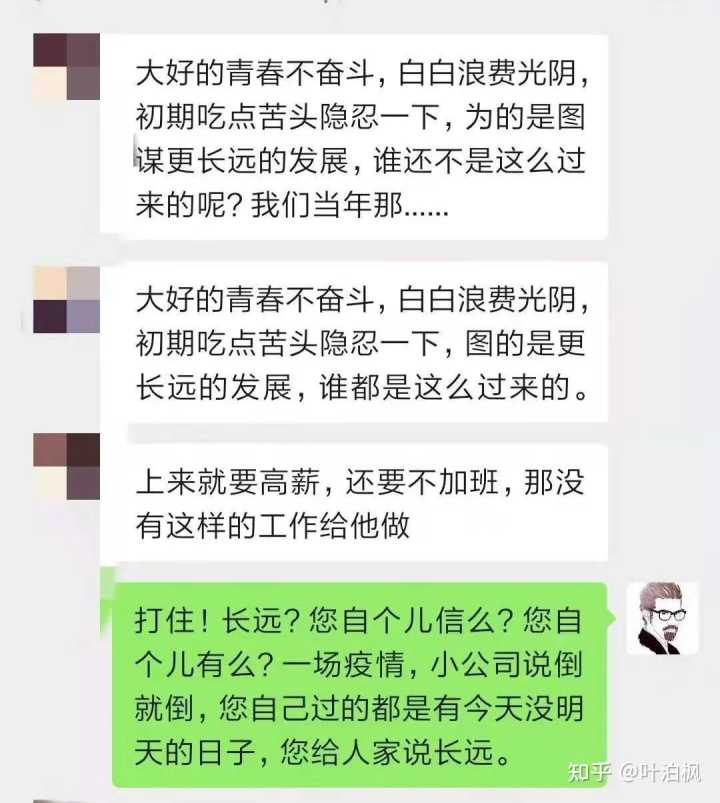 大好的青春不奋斗，白白浪费光阴，
初期吃点苦头隐忍一下，为的是图
谋更长远的发展，谁还不是这么过
来的呢？我们当年那......
大好的青春不奋斗，白白浪费光阴，
初期吃点苦头隐忍一下，图的是更
长远的发展，谁都是这么过来的。
上来就要高薪，还要不加班，那没
有这样的工作给他做
打住！长远？您自个儿信么？您自
个儿有么？一场疫情，小公司说倒
就倒，您自己过的都是有今天没明
天的日子，您给人家说长远。
知乎 @叶泊枫